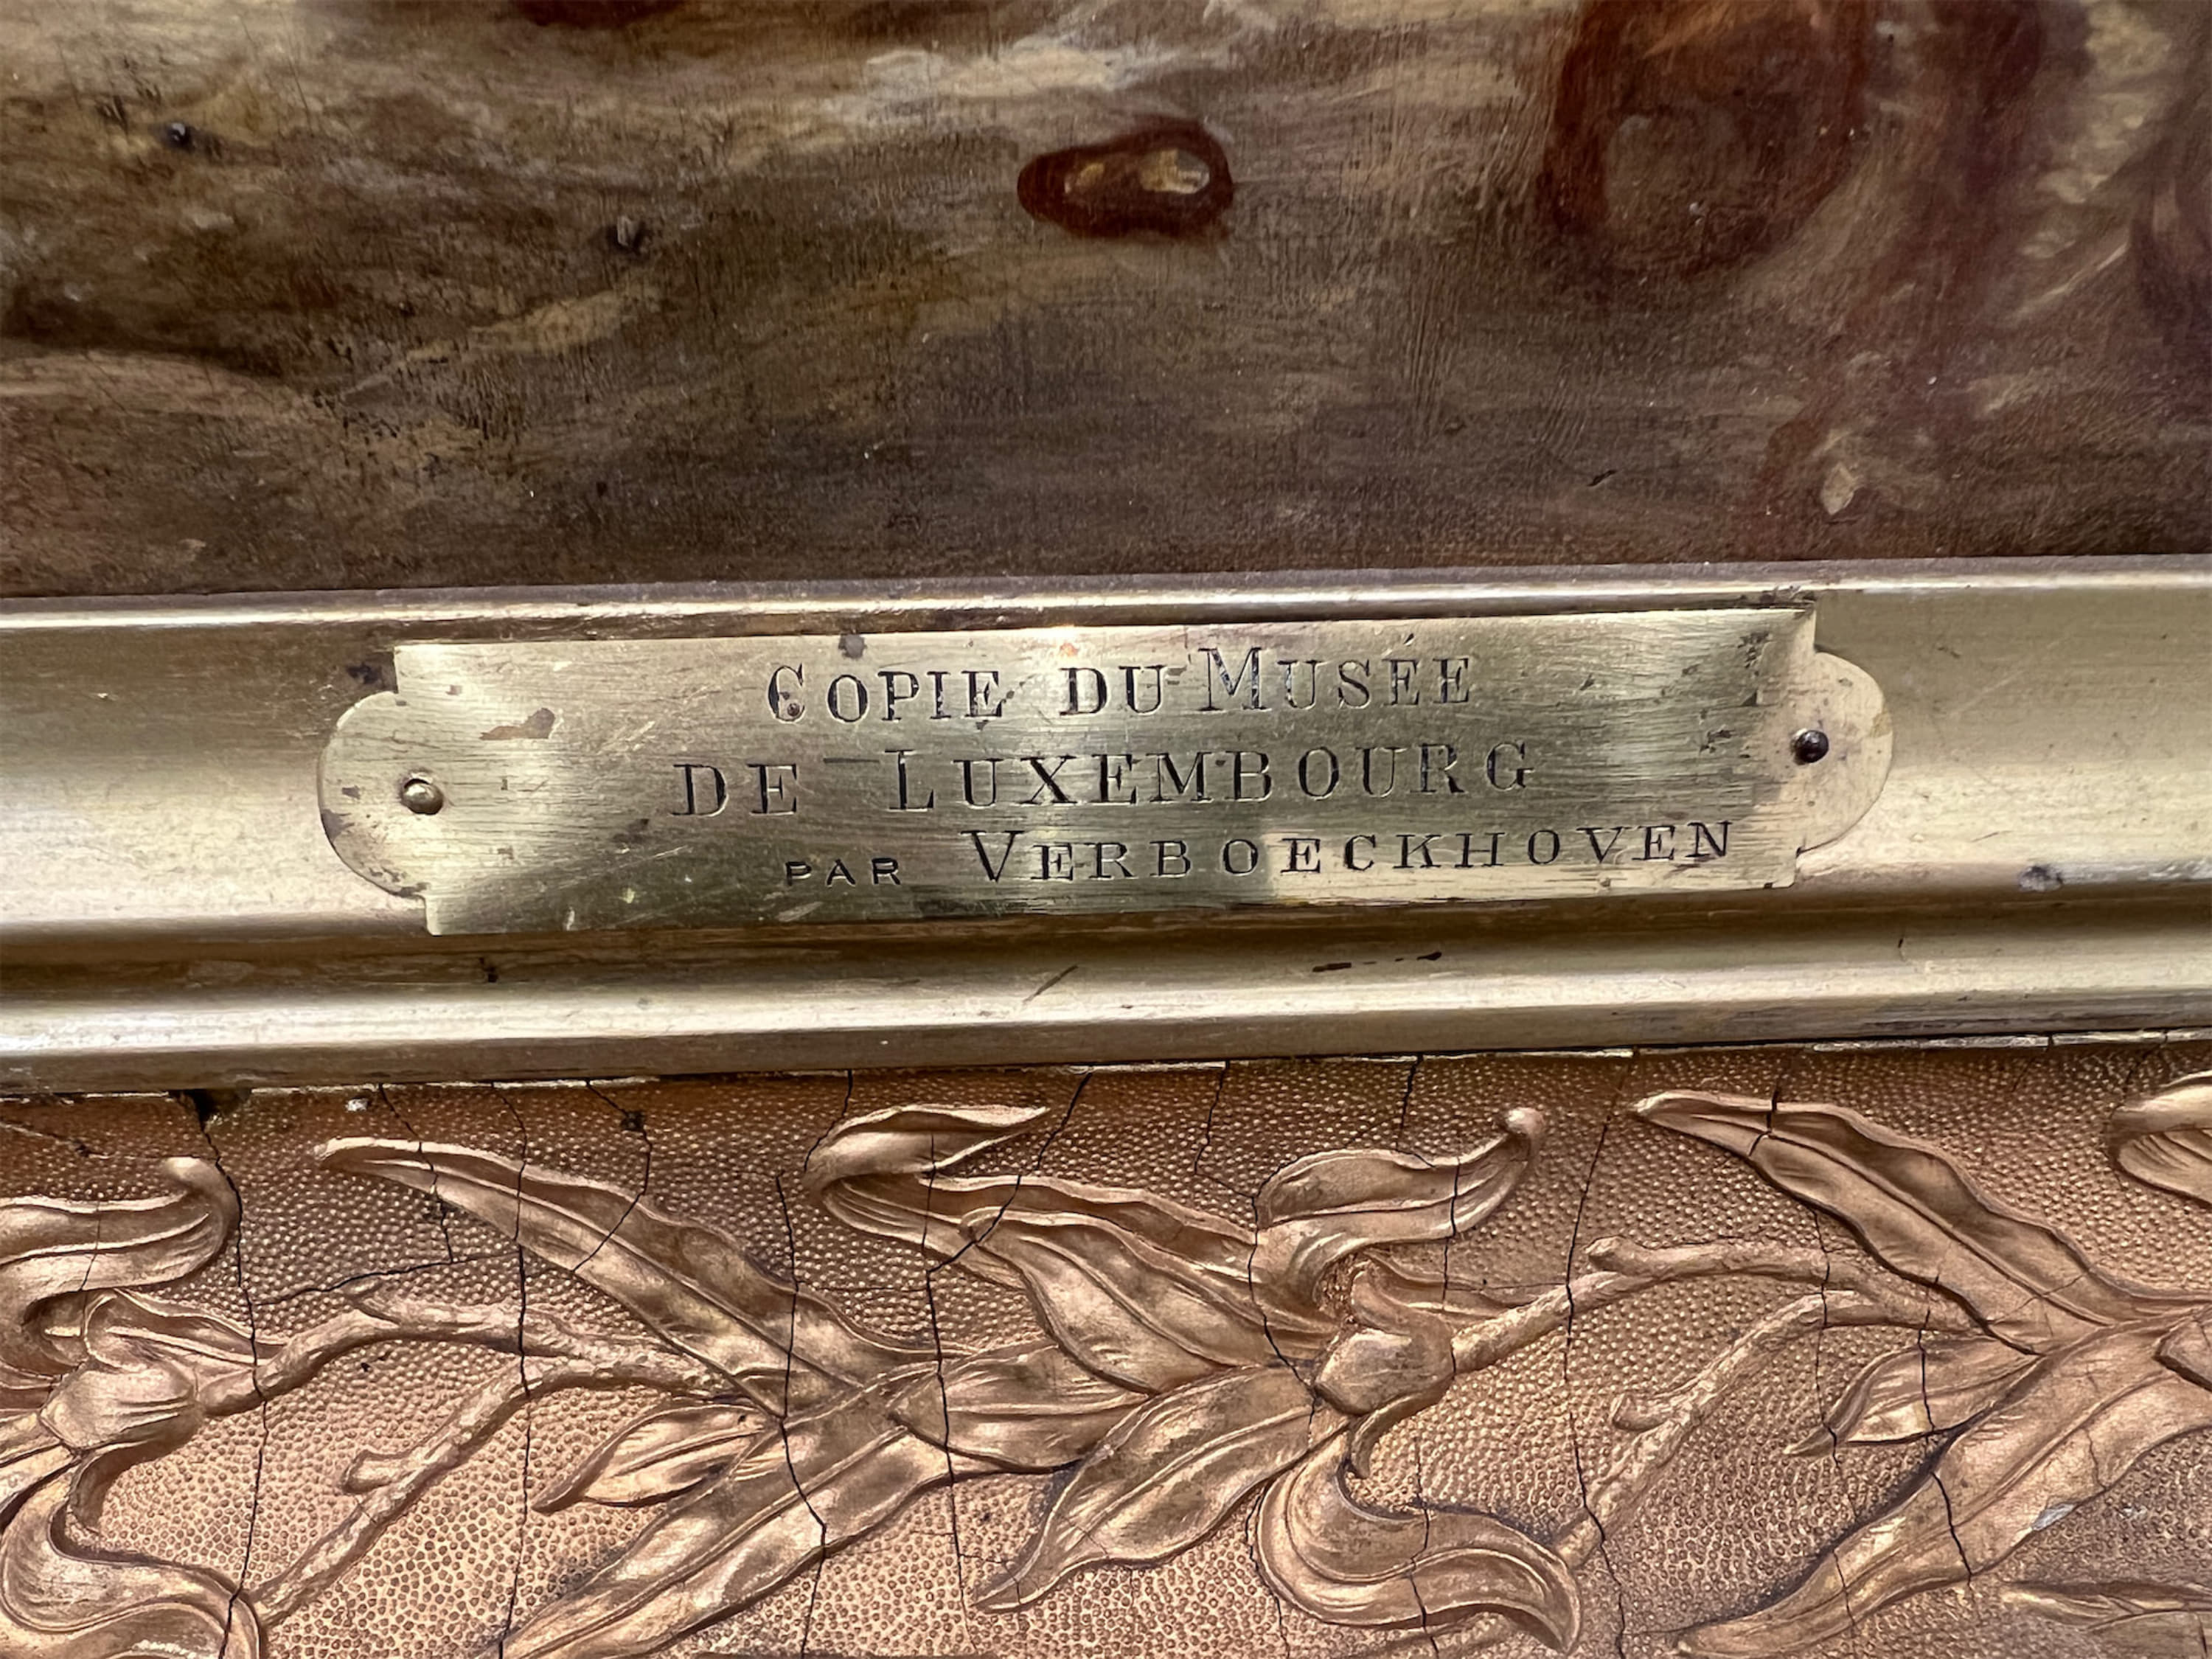 COPIE DU MUSÉE
DE LUXEMBOURG
PAR VERBOECKHOVEN